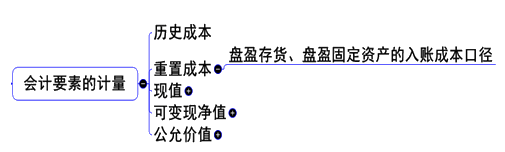 会计要素的计量
历史成本
重置成本
盘盈存货、盘盈固定资产的入账成本口径
现值
可变现净值
公允价值